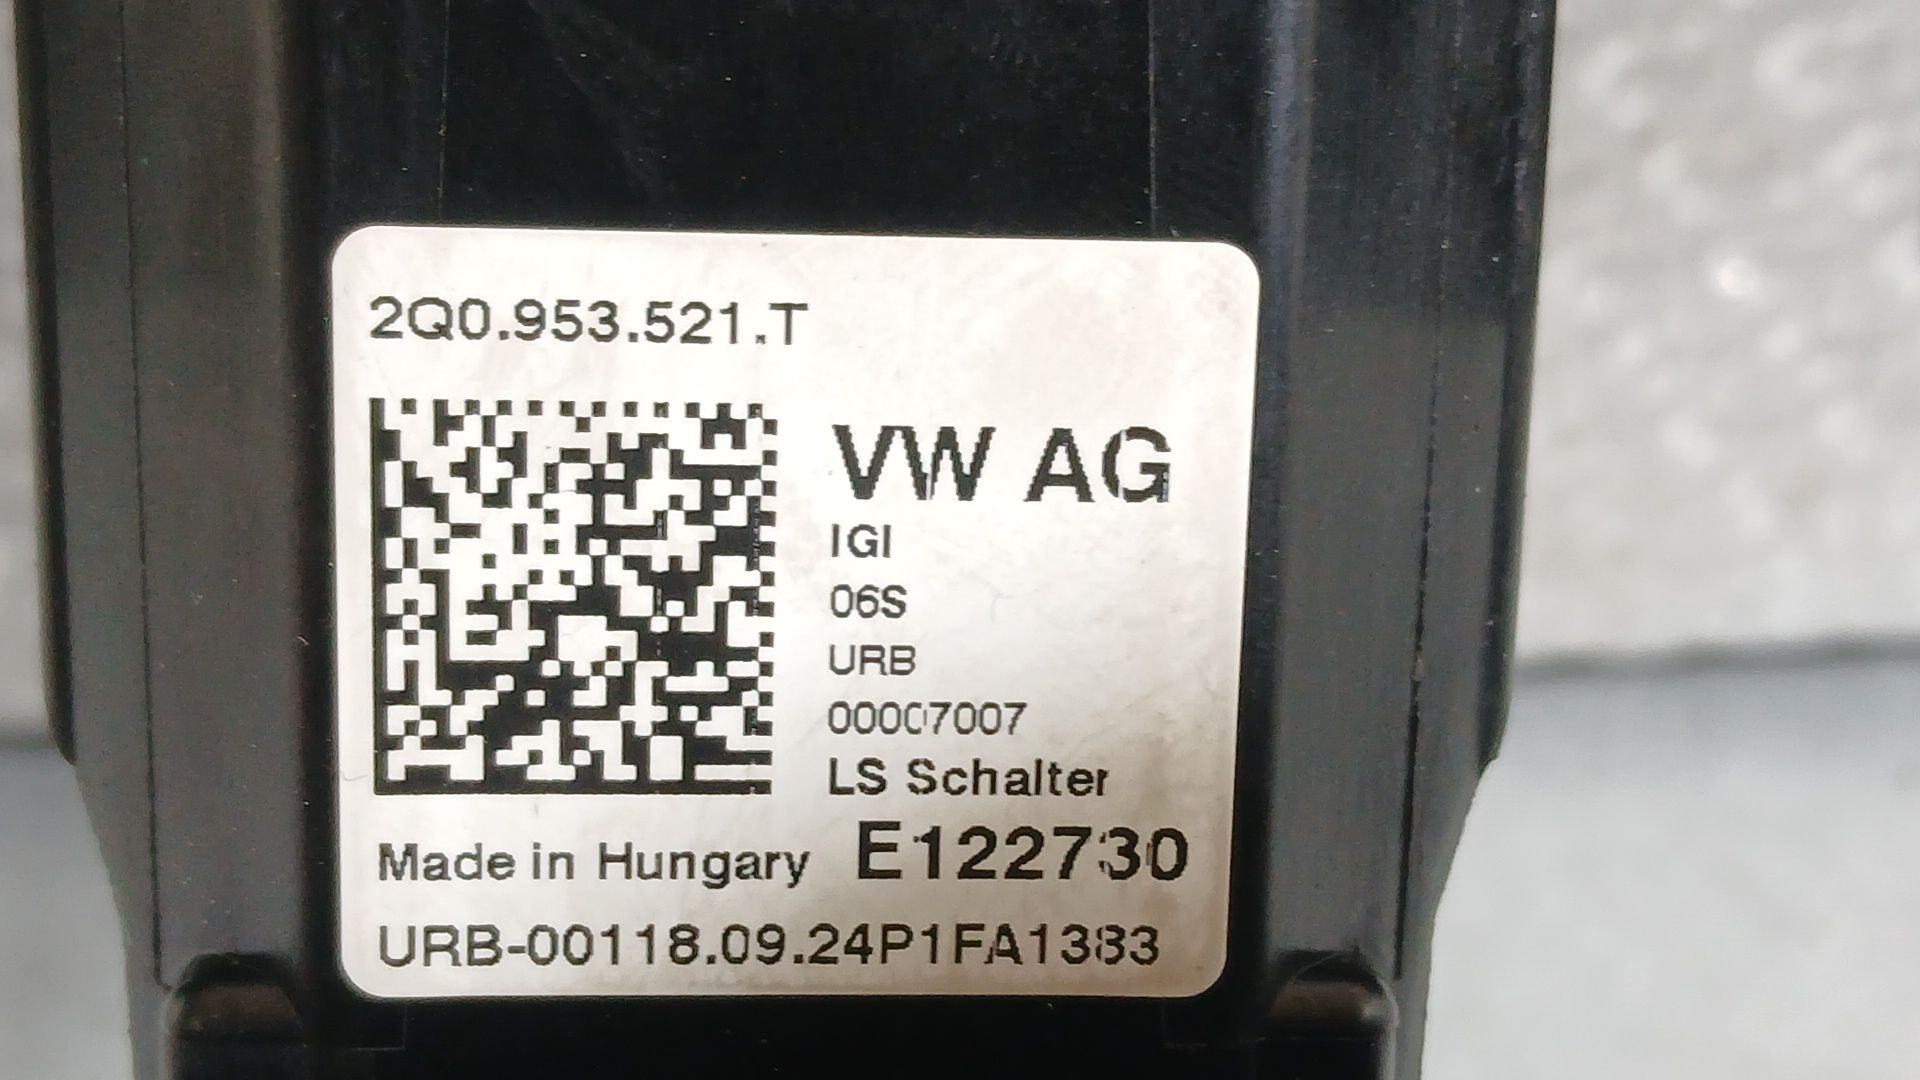 2Q0.953.521.T
VW AG
IGI
06S
URB
00007007
LS Schalter
Made in Hungary E122730
URB-00118.09.24P1FA1383